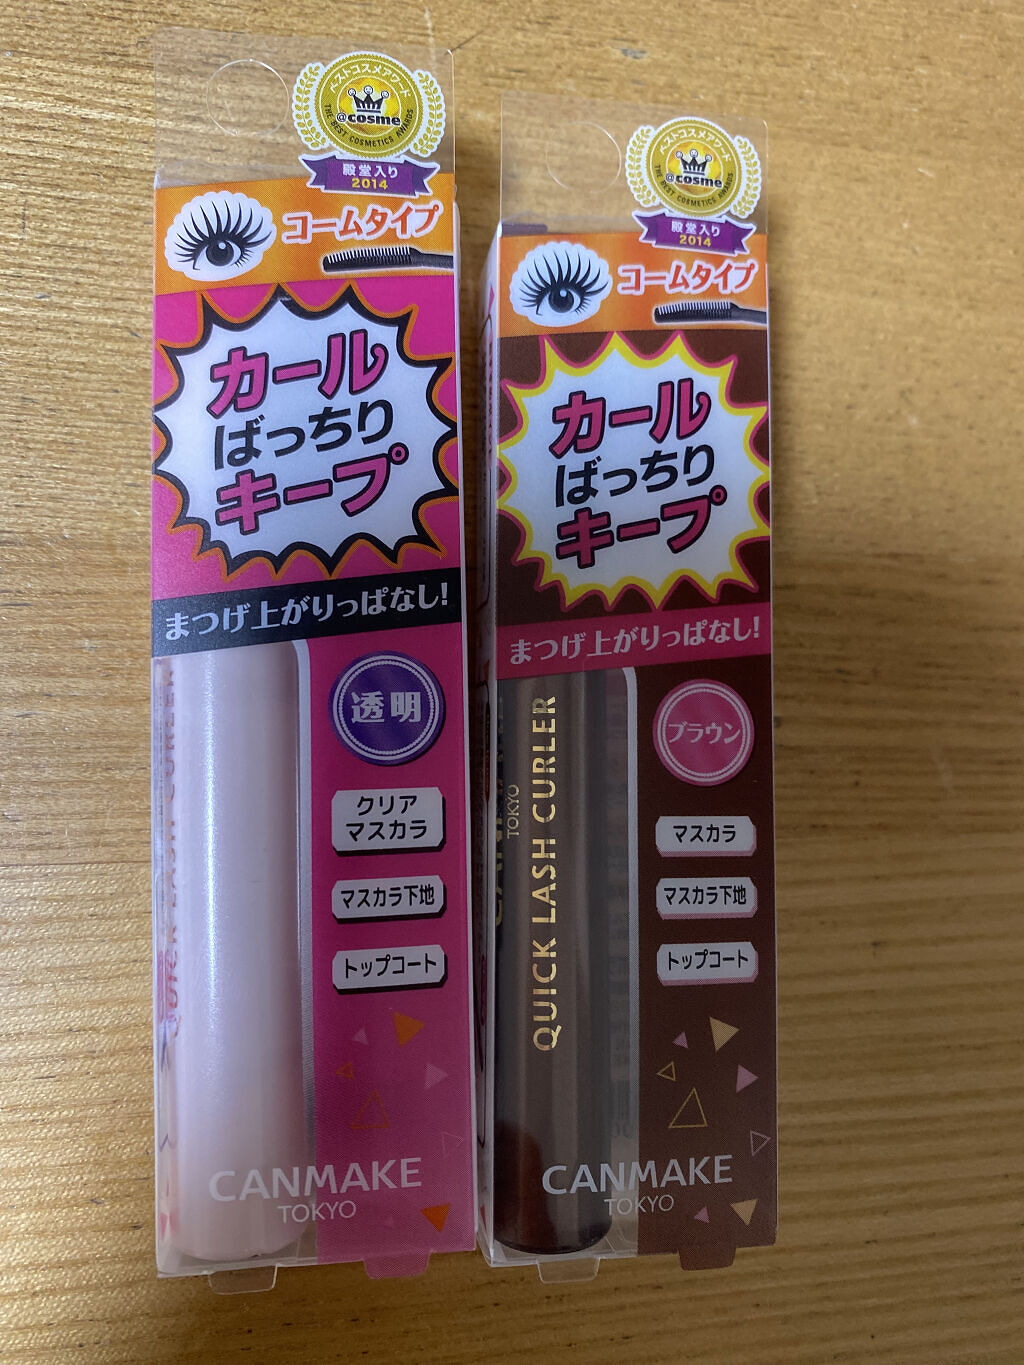 ベストコスメアワード
@cosme
THE BEST COSMETICS AWARDS
殿堂入り
2014
コームタイプ
カール
ばっちり
キープ
まつげ上がりっぱなし!
透明
クリア
マスカラ
マスカラ下地
トップコート
QUICK LASH CURLER
CANMAKE
TOKYO
ベストコスメアワード
@cosme
THE BEST COSMETICS AWARDS
殿堂入り
2014
コームタイプ
カール
ばっちり
キープ
まつげ上がりっぱなし!
ブラウン
マスカラ
マスカラ下地
トップコート
CANMAKE
TOKYO
QUICK LASH CURLER
CANMAKE
TOKYO